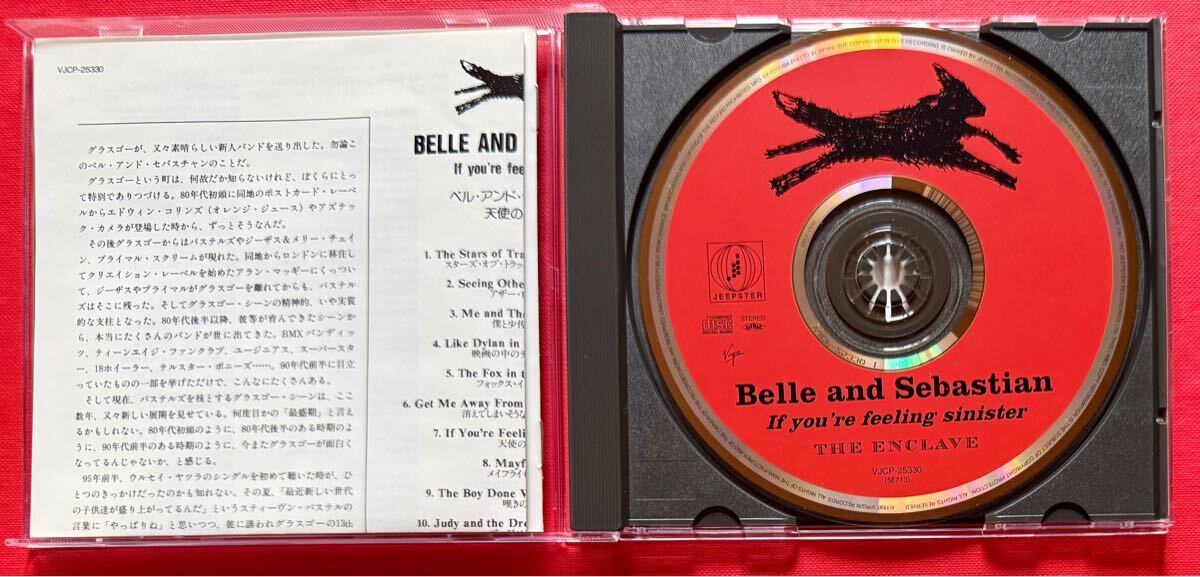 VJCP-25330
グラスゴーが、又々素晴らしい新人バンドを送り出した。勿論こ
のベル・アンド・セバスチャンのことだ。
グラスゴーという町は、何故だか知らないけれど、ぼくらにとっ
て特別でありつづける。80年代初頭に同地のポストカード・レーベ
ルからエドウィン・コリンズ(オレンジ・ジュース)やアズテッ
ク・カメラが登場した時から、ずっとそうなんだ。
その後グラスゴーからはパステルズやジーザス&メリー・チェイ
ン、プライマル・スクリームが現れた。同地からロンドンに移住し
てクリエイション・レーベルを始めたアラン・マッギーにくっつい
て、ジーザスやプライマルがグラスゴーを離れてからも、パステル
ズはそこに残った。そしてグラスゴー・シーンの精神的、いや実質
的な支柱となった。80年代後半以降、彼等が育んできたシーンか
ら、本当にたくさんのバンドが世に出てきた。BMX バンディッ
ツ、ティーンエイジ・ファンクラブ、ユージニアス、スーパースタ
ー、18ホイーラー、テルスター・ポニーズ……。90年代前半に目立
っていたものの一部を挙げただけで、こんなにたくさんある。
そして現在、パステルズを核とするグラスゴー・シーンは、ここ
数年、又々新しい展開を見せている。何度目かの「最盛期」と言え
るかもしれない。80年代初頭のように、80年代後半のある時期のよ
うに、90年代前半のある時期のように、今またグラスゴーが面白く
なってるんじゃないか、と感じる。
95年前半、ウルセイ・ヤツラのシングルを初めて聴いた時が、ひ
とつのきっかけだったのかも知れない。その夏、「最近新しい世代
の子供達が盛り上がってるんだ」というスティーヴン・パステルの
言葉に「やっぱりね」と思いつつ、彼に誘われグラスゴーの13th
BELLE AND
If you're fee
ベル・アンド・
天使の
1. The Stars of Tra
スターズ・オブ・トラッ
2. Seeing Othe
アザー・
3. Me and The
僕と少佐
4. Like Dylan in
映画の中の
5. The Fox in t
フォックス・イ
6. Get Me Away From
消えてしまいそうな
7. If You're Feeli
天使の
8. Mayf
メイフライ
9. The Boy Done W
嘆きの
10. Judy and the Dre
JEEPSTER
COMPACT
disc
DIGITAL AUDIO
STEREO
Virgin
Belle and Sebastian
If you're feeling sinister
THE ENCLAVE
VJCP-25330
(56713)